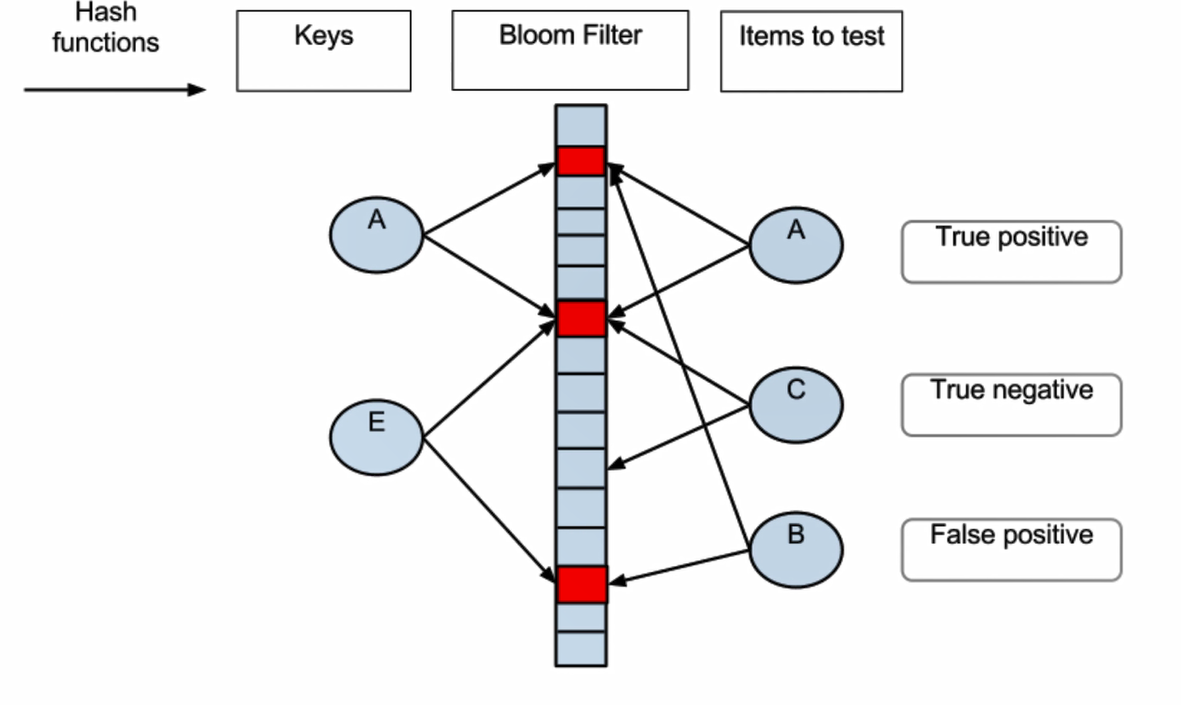 Hash
functions
Keys
Bloom Filter
Items to test
A
A
True positive
C
True negative
E
B
False positive